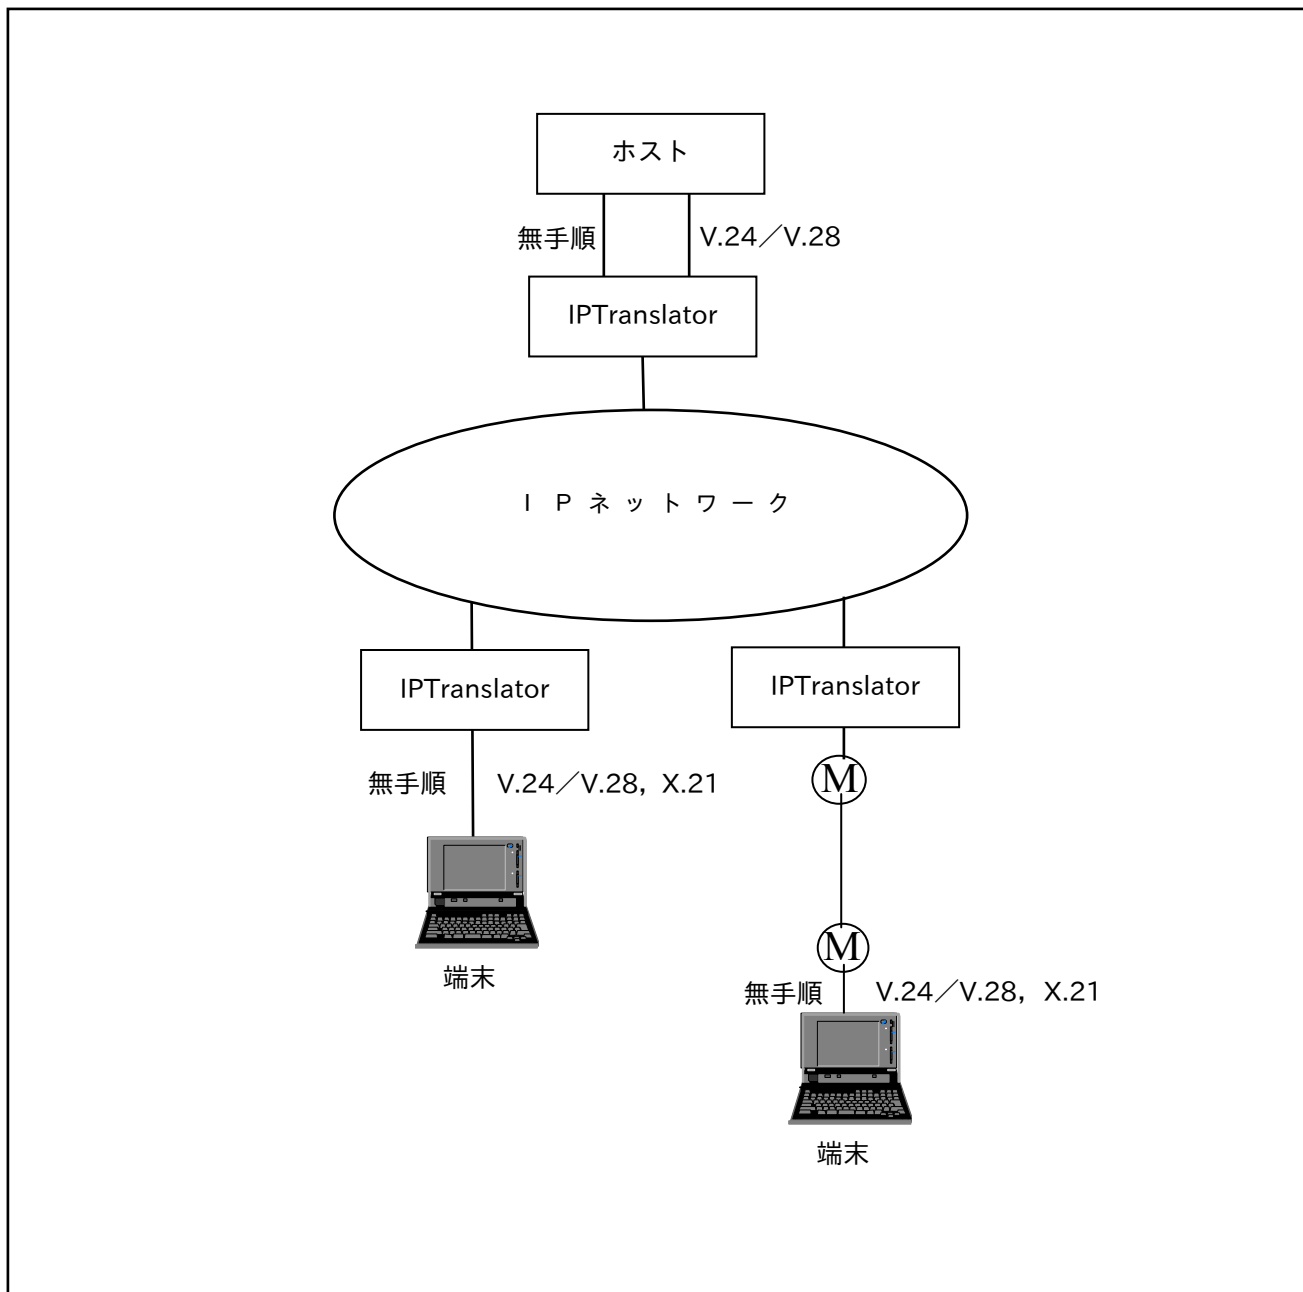 ホスト
無手順 V.24／V.28
IPTranslator
ＩＰネットワーク
IPTranslator
IPTranslator
無手順 V.24／V.28, X.21
M
M
端末
無手順 V.24／V.28, X.21
端末